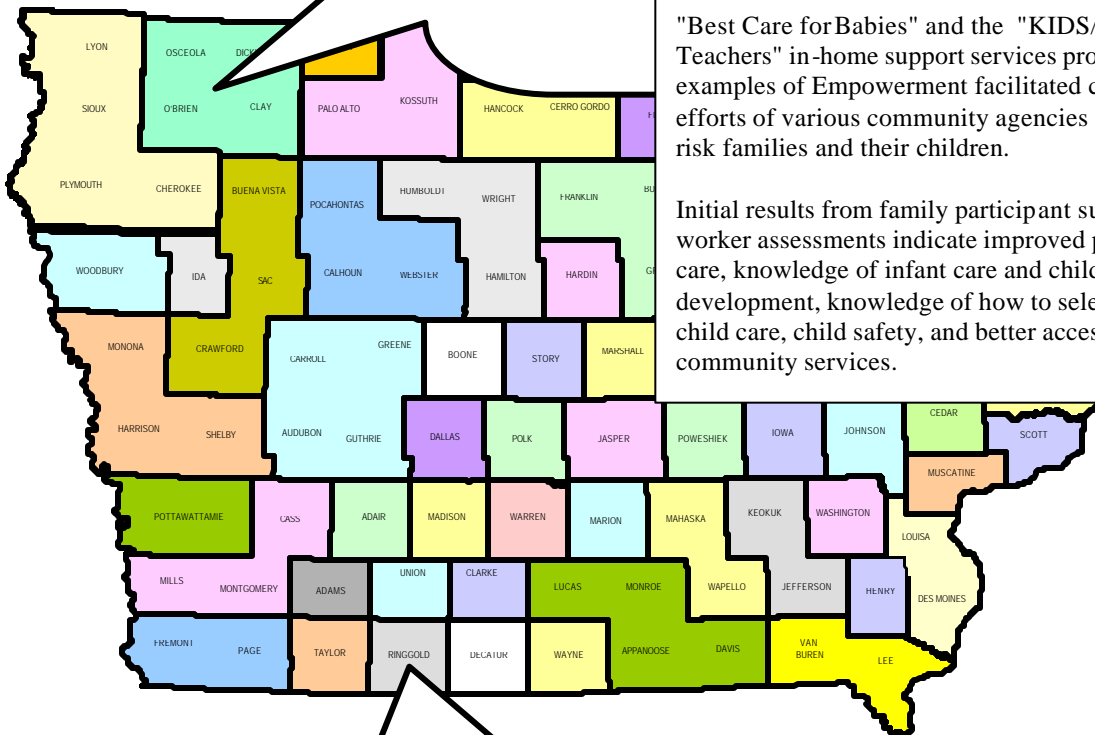 "Best Care for Babies" and the "KIDS/
Teachers" in-home support services pro
examples of Empowerment facilitated c
efforts of various community agencies
risk families and their children.
Initial results from family participant su
worker assessments indicate improved p
care, knowledge of infant care and child
development, knowledge of how to sele
child care, child safety, and better acces
community services.
LYON
OSCEOLA
O'BRIEN
CLAY
SIOUX
PALO ALTO
KOSSUTH
HANCOCK
CERRO GORDO
PLYMOUTH
CHEROKEE
BUENA VISTA
POCAHONTAS
HUMBOLDT
WRIGHT
FRANKLIN
BU
WOODBURY
IDA
SAC
CALHOUN
WEBSTER
HAMILTON
HARDIN
MONONA
CRAWFORD
CARROLL
GREENE
BOONE
STORY
MARSHALL
HARRISON
SHELBY
AUDUBON
GUTHRIE
DALLAS
POLK
JASPER
POWESHIEK
IOWA
JOHNSON
CEDAR
SCOTT
MUSCATINE
POTTAWATTAMIE
CASS
ADAIR
MADISON
WARREN
MARION
MAHASKA
KEOKUK
WASHINGTON
LOUISA
MILLS
MONTGOMERY
ADAMS
UNION
CLARKE
LUCAS
MONROE
WAPELLO
JEFFERSON
HENRY
DES MOINES
FREMONT
PAGE
TAYLOR
RINGGOLD
DECATUR
WAYNE
APPANOOSE
DAVIS
VAN
BUREN
LEE